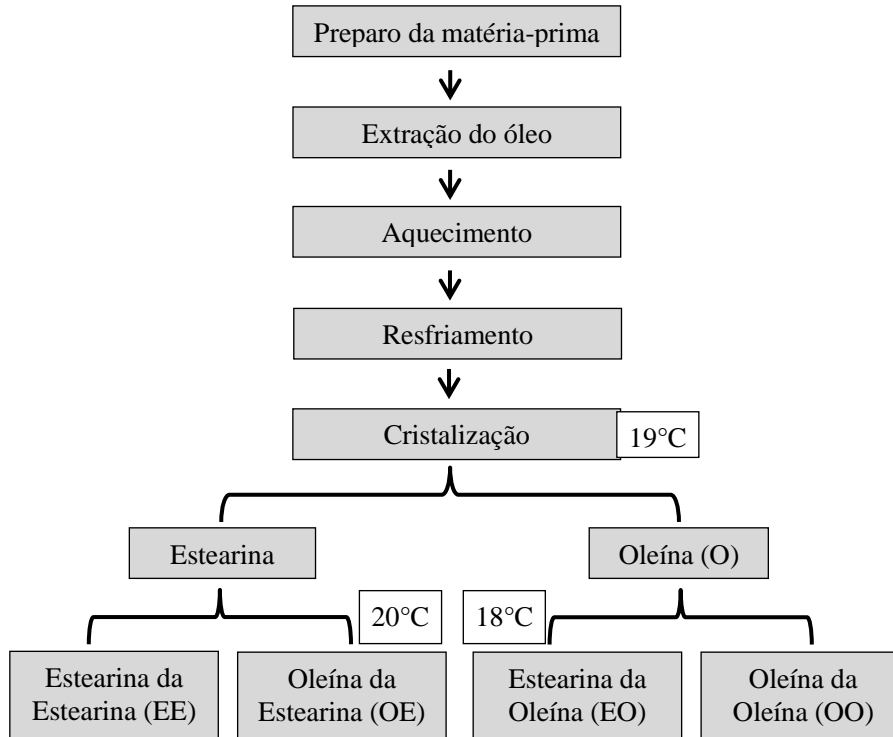 Preparo da matéria-prima
Extração do óleo
Aquecimento
Resfriamento
Cristalização
19°C
Estearina
Oleína (O)
20°C
18°C
Estearina da
Estearina (EE)
Oleína da
Estearina (OE)
Estearina da
Oleína (EO)
Oleína da
Oleína (OO)